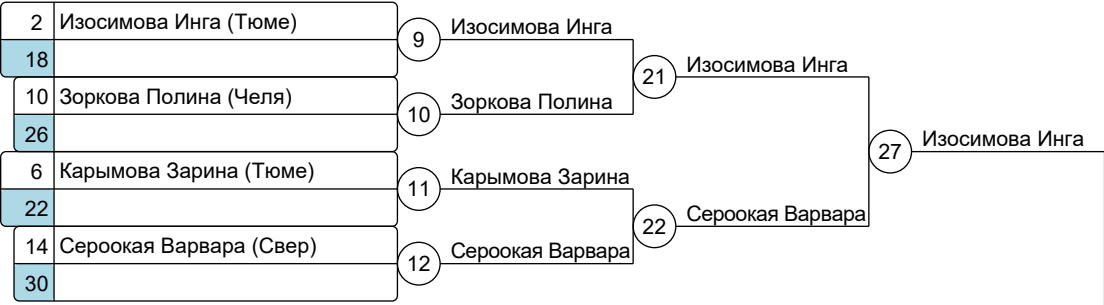 2 Изосимова Инга (Тюме)
9
Изосимова Инга
18
21
Изосимова Инга
10 Зоркова Полина (Челя)
10
Зоркова Полина
26
27
Изосимова Инга
6 Карымова Зарина (Тюме)
11
Карымова Зарина
22
22
Сероокая Варвара
14 Сероокая Варвара (Свер)
12
Сероокая Варвара
30